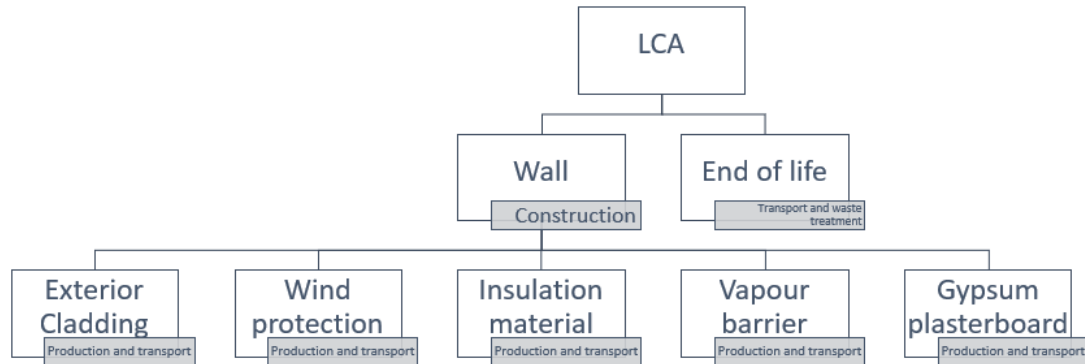 LCA
Wall
Construction
End of life
Transport and waste
treatment
Exterior
Cladding
Production and transport
Wind
protection
Production and transport
Insulation
material
Production and transport
Vapour
barrier
Production and transport
Gypsum
plasterboard
Production and transport